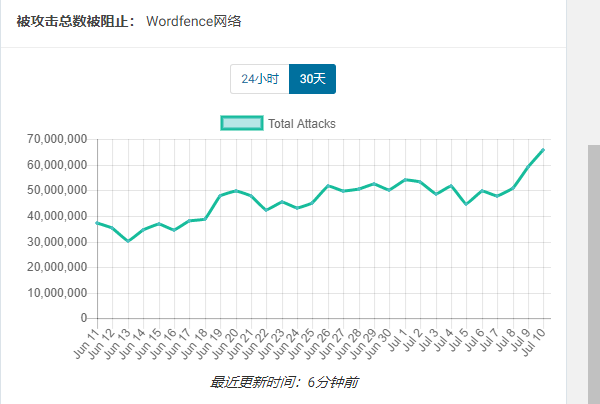 被攻击总数被阻止： Wordfence网络
24小时 30天
Total Attacks
70,000,000
60,000,000
50,000,000
40,000,000
30,000,000
20,000,000
10,000,000
0
Jun 11 Jun 12 Jun 13 Jun 14 Jun 15 Jun 16 Jun 17 Jun 18 Jun 19 Jun 20 Jun 21 Jun 22 Jun 23 Jun 24 Jun 25 Jun 26 Jun 27 Jun 28 Jun 29 Jun 30 Jul 1 Jul 2 Jul 3 Jul 4 Jul 5 Jul 6 Jul 7 Jul 8 Jul 9 Jul 10
最近更新时间：6分钟前